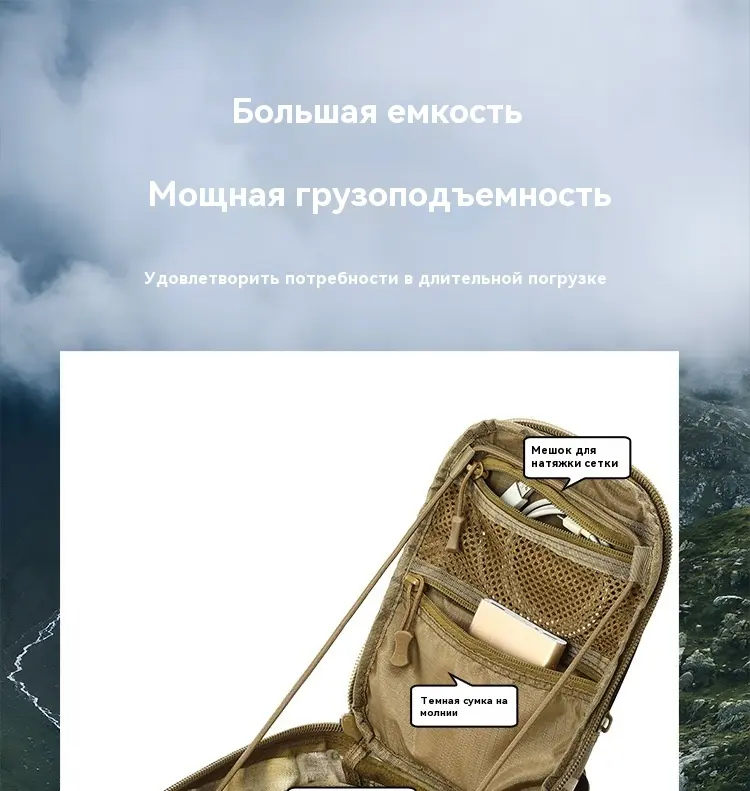 Большая емкость
Мощная грузоподъемность
Удовлетворить потребности в длительной погрузке
Мешок для
натяжки сетки
Темная сумка на
молнии